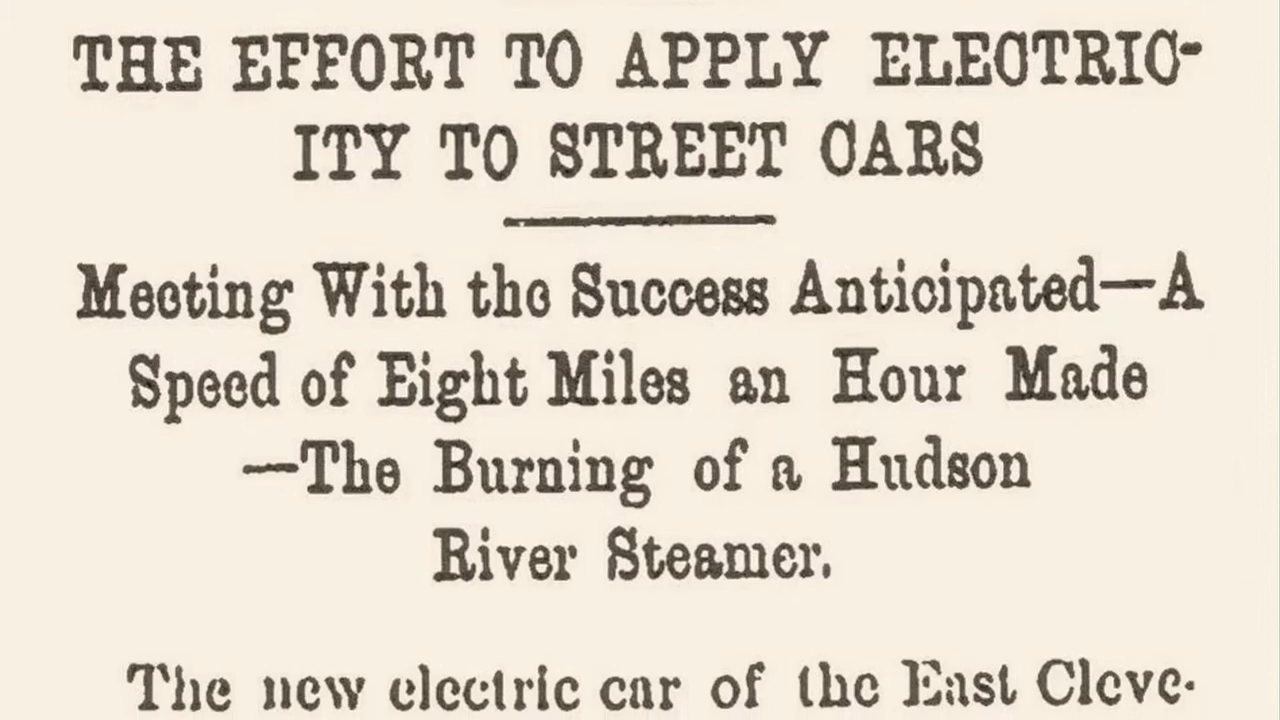 THE EFFORT TO APPLY ELECTRIC-
ITY TO STREET CARS
Meeting With the Success Anticipated—A
Speed of Eight Miles an Hour Made
—The Burning of a Hudson
River Steamer.
The new electric car of the East Cleve-